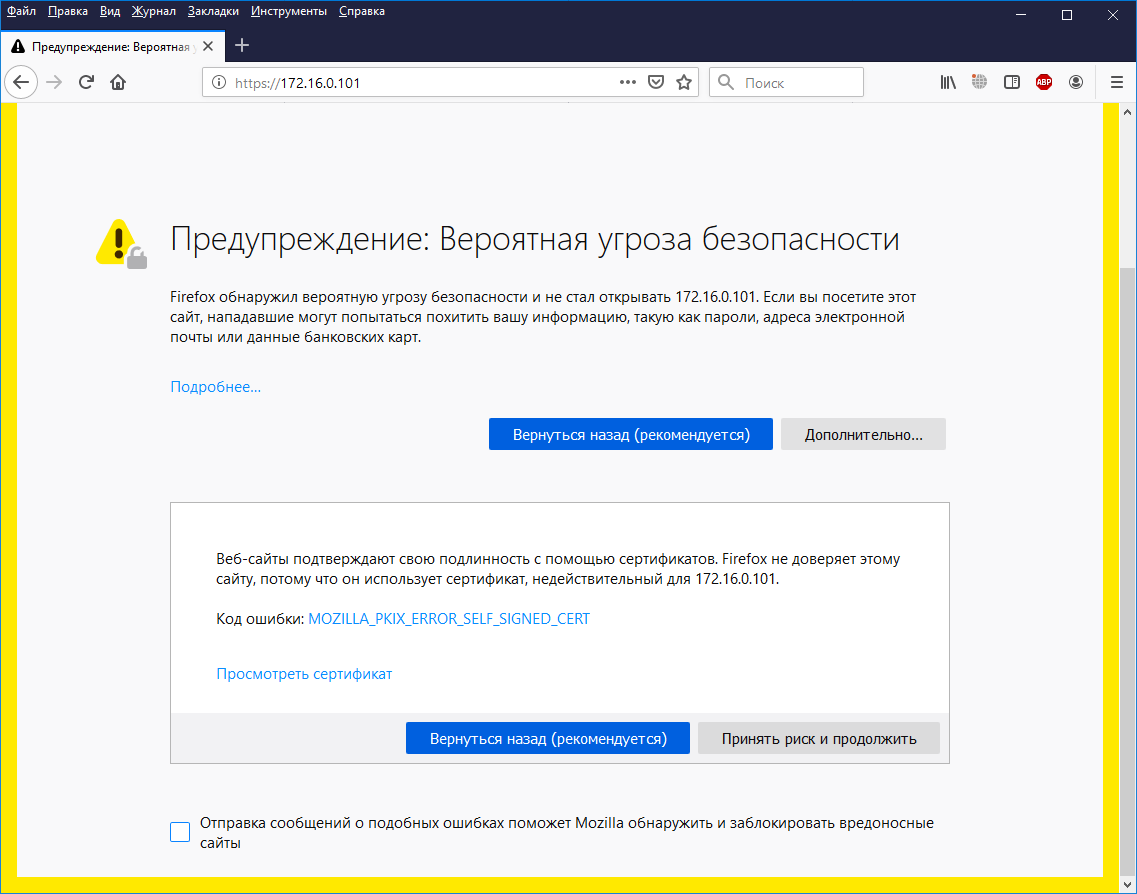 Файл Правка Вид Журнал Закладки Инструменты Справка
Предупреждение: Вероятная
https://172.16.0.101
Поиск
ABP
Предупреждение: Вероятная угроза безопасности
Firefox обнаружил вероятную угрозу безопасности и не стал открывать 172.16.0.101. Если вы посетите этот
сайт, нападавшие могут попытаться похитить вашу информацию, такую как пароли, адреса электронной
почты или данные банковских карт.
Подробнее...
Вернуться назад (рекомендуется) Дополнительно...
Веб-сайты подтверждают свою подлинность с помощью сертификатов. Firefox не доверяет этому
сайту, потому что он использует сертификат, недействительный для 172.16.0.101.
Код ошибки: MOZILLA_PKIX_ERROR_SELF_SIGNED_CERT
Просмотреть сертификат
Вернуться назад (рекомендуется) Принять риск и продолжить
Отправка сообщений о подобных ошибках поможет Mozilla обнаружить и заблокировать вредоносные
сайты